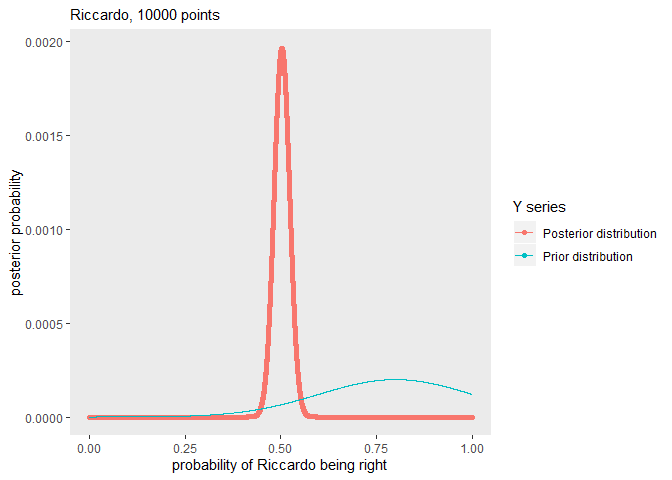 Riccardo, 10000 points
0.0020
0.0015
0.0010
0.0005
0.0000
posterior probability
0.00
0.25
0.50
0.75
1.00
probability of Riccardo being right
Y series
Posterior distribution
Prior distribution